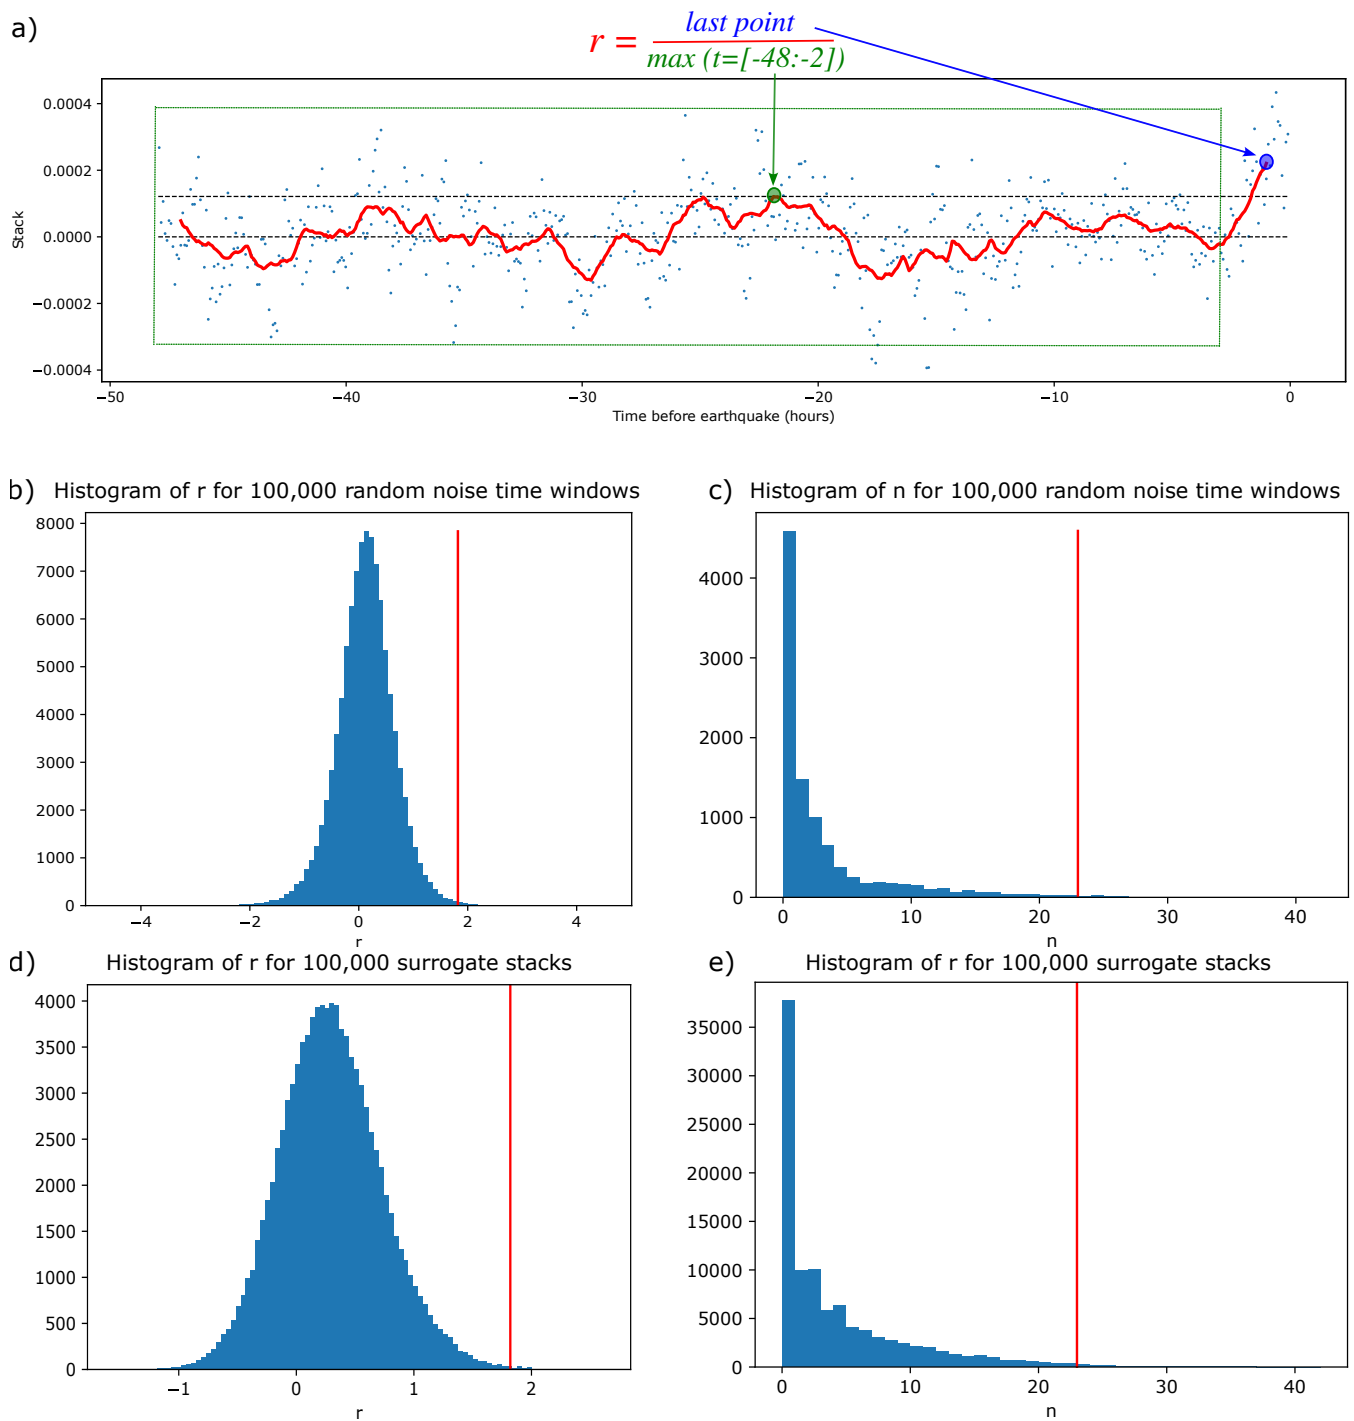 a)
r = last point
max (t=[-48:-2])
0.0004
0.0002
0.0000
−0.0002
−0.0004
Stack
−50 −40 −30 −20 −10 0
Time before earthquake (hours)
b) Histogram of r for 100,000 random noise time windows
8000
7000
6000
5000
4000
3000
2000
1000
0
−4 −2 0 2 4
r
c) Histogram of n for 100,000 random noise time windows
4000
3000
2000
1000
0
0 10 20 30 40
n
d) Histogram of r for 100,000 surrogate stacks
4000
3500
3000
2500
2000
1500
1000
500
0
−1 0 1 2
r
e) Histogram of r for 100,000 surrogate stacks
35000
30000
25000
20000
15000
10000
5000
0
0 10 20 30 40
n